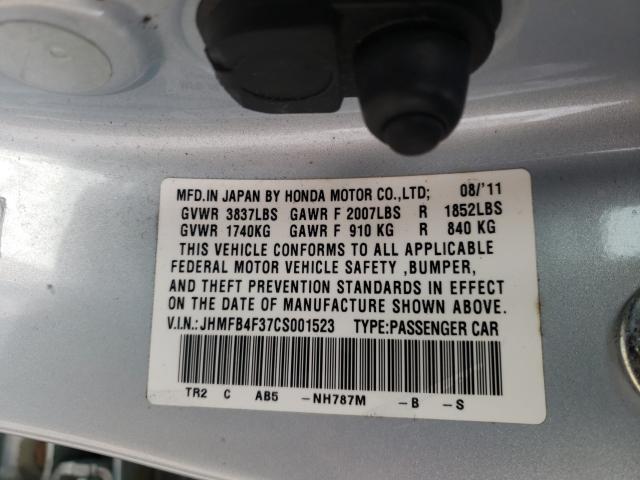 MFD.IN JAPAN BY HONDA MOTOR CO.,LTD; 08/'11
GVWR 3837LBS GAWR F 2007LBS R 1852LBS
GVWR 1740KG GAWR F 910 KG R 840 KG
THIS VEHICLE CONFORMS TO ALL APPLICABLE
FEDERAL MOTOR VEHICLE SAFETY ,BUMPER,
AND THEFT PREVENTION STANDARDS IN EFFECT
ON THE DATE OF MANUFACTURE SHOWN ABOVE.
V.I.N.:JHMFB4F37CS001523 TYPE:PASSENGER CAR
TR2 C AB5 -NH787M -B -S